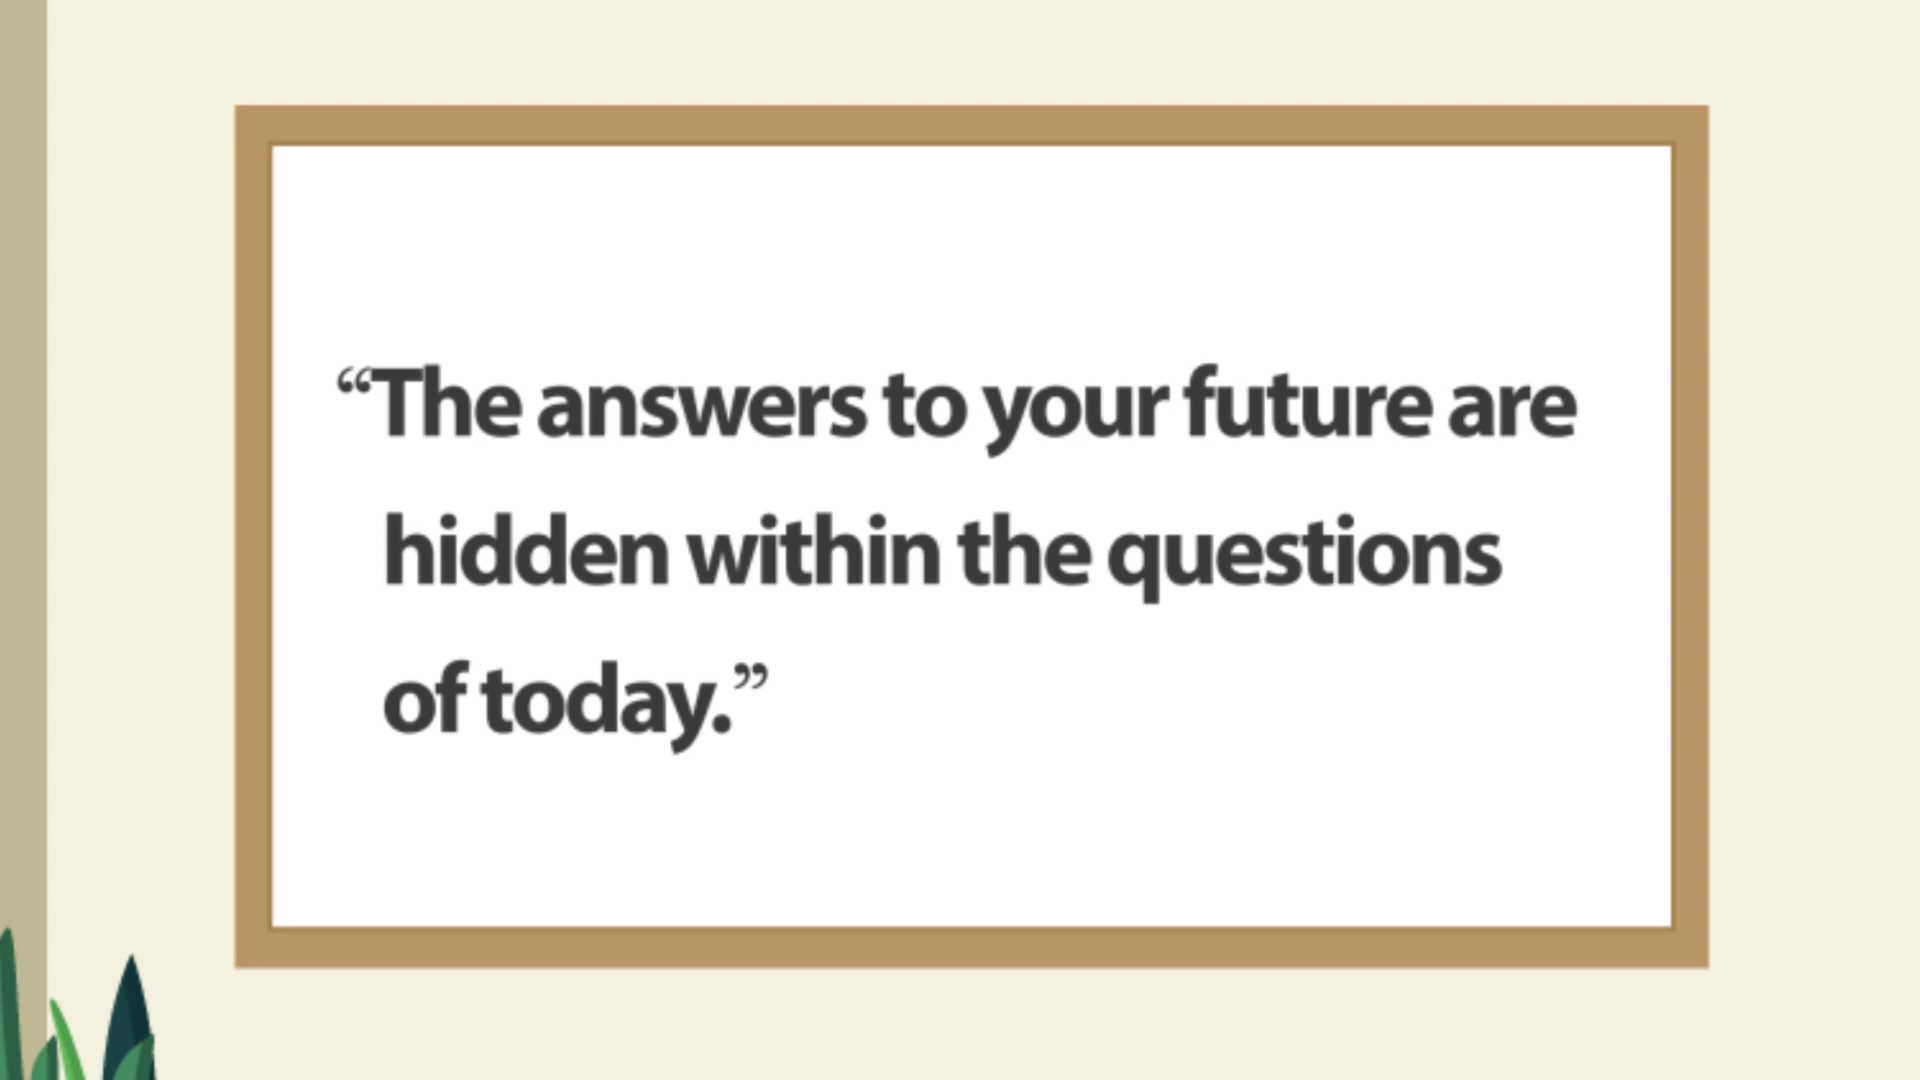 “The answers to your future are
hidden within the questions
of today.”